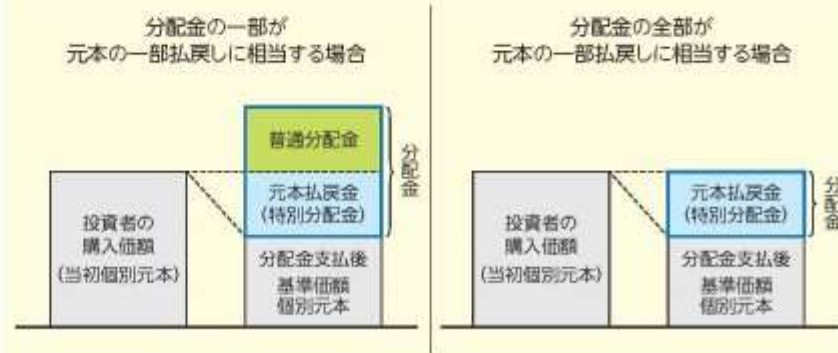 分配金の一部が
元本の一部払戻しに相当する場合
普通分配金
元本払戻金
(特別分配金)
分配金
投資者の
購入価額
(当初個別元本)
分配金支払後
基準価額
個別元本
分配金の全部が
元本の一部払戻しに相当する場合
元本払戻金
(特別分配金)
分配金
投資者の
購入価額
(当初個別元本)
分配金支払後
基準価額
個別元本